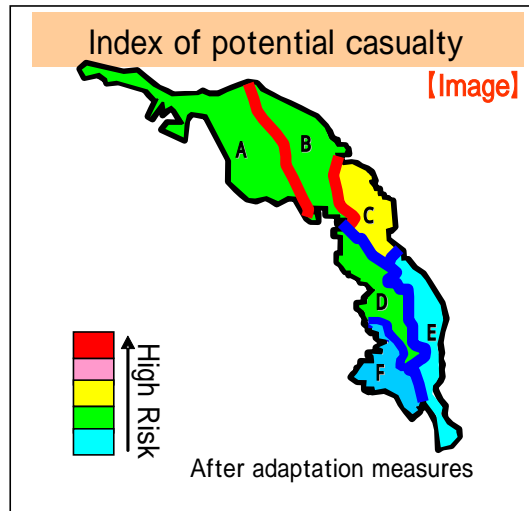 Index of potential casualty
【Image】
A
B
C
D
E
F
High Risk
After adaptation measures